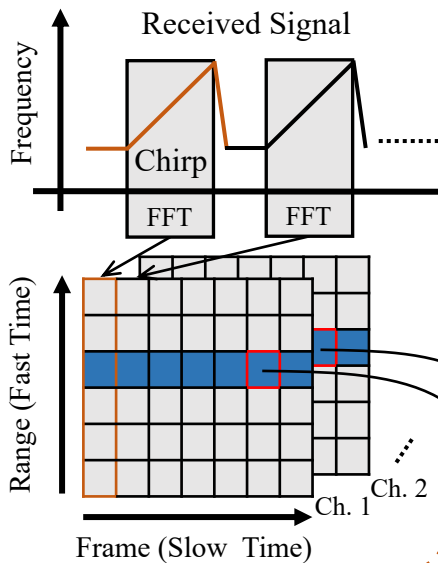 Received Signal
Frequency
Chirp
FFT
FFT
Range (Fast Time)
Ch. 1
Ch. 2
Frame (Slow Time)